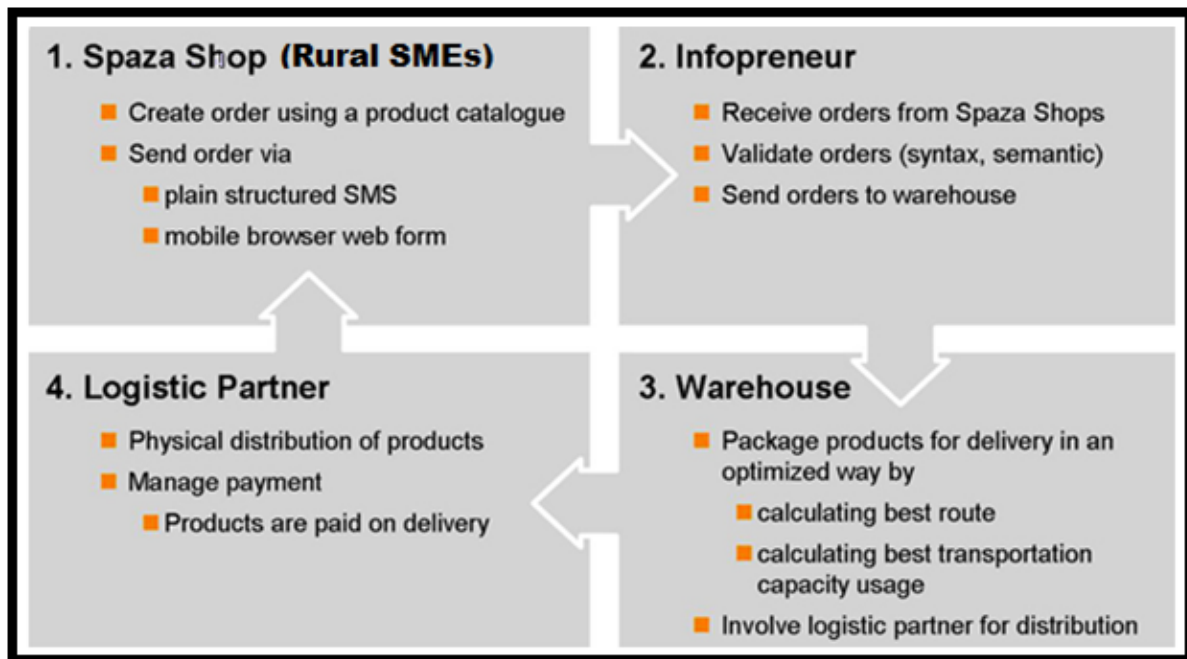 1. Spaza Shop (Rural SMEs)
Create order using a product catalogue
Send order via
plain structured SMS
mobile browser web form
2. Infopreneur
Receive orders from Spaza Shops
Validate orders (syntax, semantic)
Send orders to warehouse
3. Warehouse
Package products for delivery in an
optimized way by
calculating best route
calculating best transportation
capacity usage
Involve logistic partner for distribution
4. Logistic Partner
Physical distribution of products
Manage payment
Products are paid on delivery